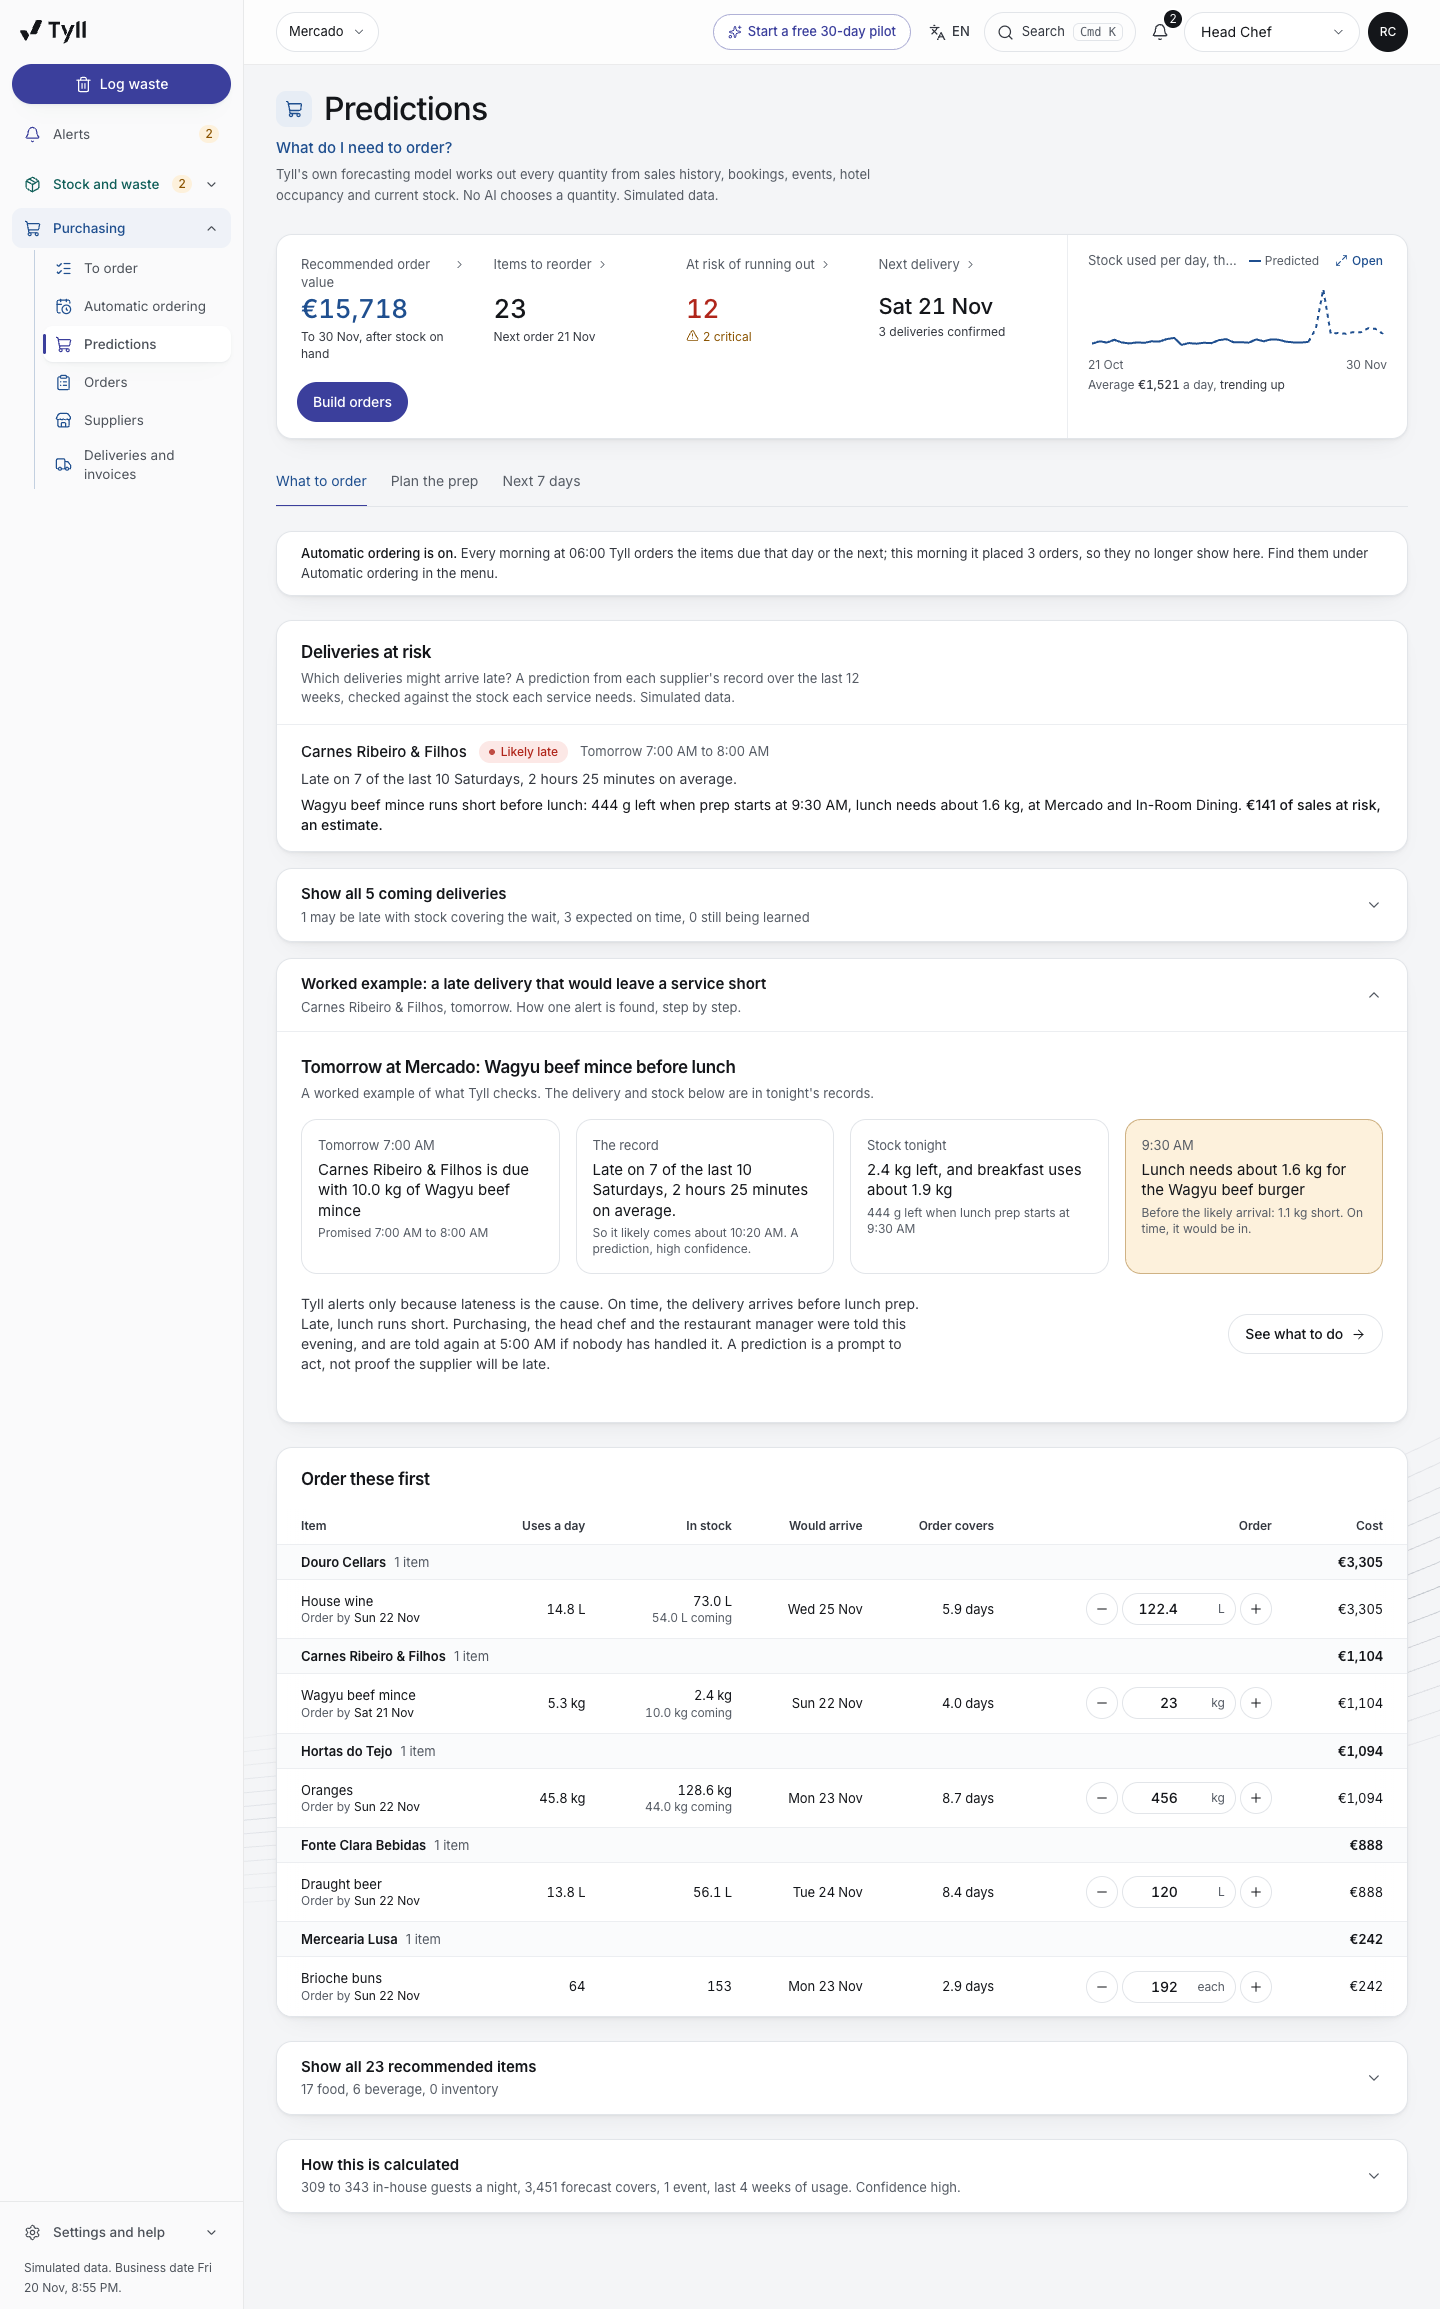 Tyll
Mercado
Start a free 30-day pilot
EN
Search
Cmd K
2
Head Chef
RC
Log waste
Alerts
2
Stock and waste
2
Purchasing
To order
Automatic ordering
Predictions
Orders
Suppliers
Deliveries and
invoices
Predictions
What do I need to order?
Tyll's own forecasting model works out every quantity from sales history, bookings, events, hotel
occupancy and current stock. No AI chooses a quantity. Simulated data.
Recommended order
value
€15,718
To 30 Nov, after stock on
hand
Items to reorder
23
Next order 21 Nov
At risk of running out
12
2 critical
Next delivery
Sat 21 Nov
3 deliveries confirmed
Build orders
Stock used per day, th...
Predicted
Open
21 Oct
30 Nov
Average €1,521 a day, trending up
What to order
Plan the prep
Next 7 days
Automatic ordering is on. Every morning at 06:00 Tyll orders the items due that day or the next; this morning it placed 3 orders, so they no longer show here. Find them under
Automatic ordering in the menu.
Deliveries at risk
Which deliveries might arrive late? A prediction from each supplier's record over the last 12
weeks, checked against the stock each service needs. Simulated data.
Carnes Ribeiro & Filhos
Likely late
Tomorrow 7:00 AM to 8:00 AM
Late on 7 of the last 10 Saturdays, 2 hours 25 minutes on average.
Wagyu beef mince runs short before lunch: 444 g left when prep starts at 9:30 AM, lunch needs about 1.6 kg, at Mercado and In-Room Dining. €141 of sales at risk,
an estimate.
Show all 5 coming deliveries
1 may be late with stock covering the wait, 3 expected on time, 0 still being learned
Worked example: a late delivery that would leave a service short
Carnes Ribeiro & Filhos, tomorrow. How one alert is found, step by step.
Tomorrow at Mercado: Wagyu beef mince before lunch
A worked example of what Tyll checks. The delivery and stock below are in tonight's records.
Tomorrow 7:00 AM
Carnes Ribeiro & Filhos is due
with 10.0 kg of Wagyu beef
mince
Promised 7:00 AM to 8:00 AM
The record
Late on 7 of the last 10
Saturdays, 2 hours 25 minutes
on average.
So it likely comes about 10:20 AM. A
prediction, high confidence.
Stock tonight
2.4 kg left, and breakfast uses
about 1.9 kg
444 g left when lunch prep starts at
9:30 AM
9:30 AM
Lunch needs about 1.6 kg for
the Wagyu beef burger
Before the likely arrival: 1.1 kg short. On
time, it would be in.
Tyll alerts only because lateness is the cause. On time, the delivery arrives before lunch prep.
Late, lunch runs short. Purchasing, the head chef and the restaurant manager were told this
evening, and are told again at 5:00 AM if nobody has handled it. A prediction is a prompt to
act, not proof the supplier will be late.
See what to do
Order these first
Item Uses a day In stock Would arrive Order covers Order Cost
Douro Cellars 1 item €3,305
House wine 14.8 L 73.0 L Wed 25 Nov 5.9 days 122.4 L €3,305
Order by Sun 22 Nov 54.0 L coming
Carnes Ribeiro & Filhos 1 item €1,104
Wagyu beef mince 5.3 kg 2.4 kg Sun 22 Nov 4.0 days 23 kg €1,104
Order by Sat 21 Nov 10.0 kg coming
Hortas do Tejo 1 item €1,094
Oranges 45.8 kg 128.6 kg Mon 23 Nov 8.7 days 456 kg €1,094
Order by Sun 22 Nov 44.0 kg coming
Fonte Clara Bebidas 1 item €888
Draught beer 13.8 L 56.1 L Tue 24 Nov 8.4 days 120 L €888
Order by Sun 22 Nov
Mercearia Lusa 1 item €242
Brioche buns 64 153 Mon 23 Nov 2.9 days 192 each €242
Order by Sun 22 Nov
Show all 23 recommended items
17 food, 6 beverage, 0 inventory
How this is calculated
309 to 343 in-house guests a night, 3,451 forecast covers, 1 event, last 4 weeks of usage. Confidence high.
Settings and help
Simulated data. Business date Fri
20 Nov, 8:55 PM.